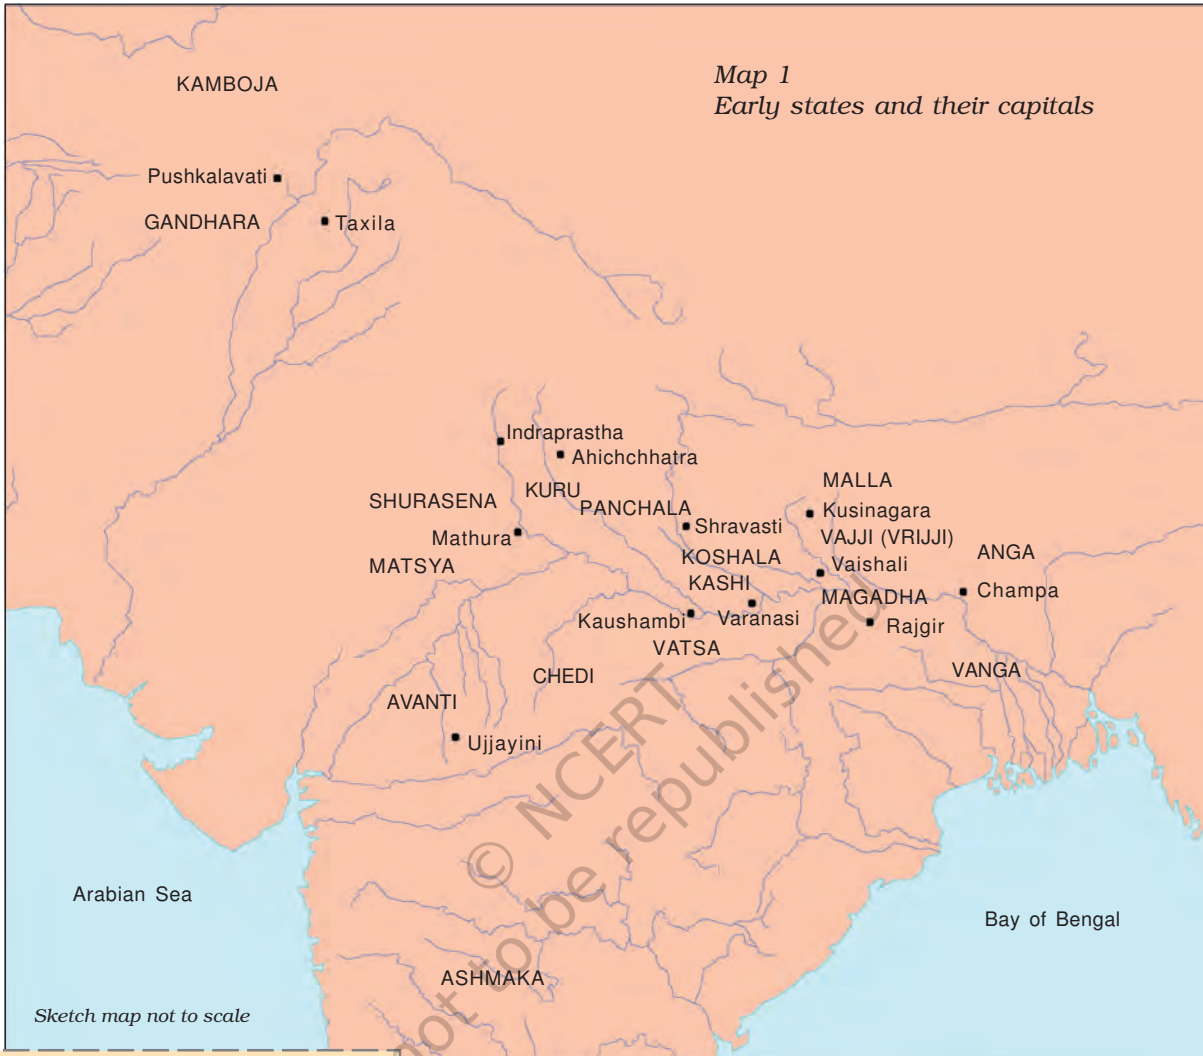 Map 1
Early states and their capitals
KAMBOJA
Pushkalavati
GANDHARA
Taxila
Indraprastha
Ahichchhatra
MALLA
KURU
SHURASENA
PANCHALA
Kusinagara
Shravasti
Mathura
VAJJI (VRIJJI)
ANGA
KOSHALA
Vaishali
MATSYA
KASHI
Champa
MAGADHA
Kaushambi
Varanasi
Rajgir
VATSA
VANGA
CHEDI
AVANTI
Ujjayini
© NCERT
not to be republished
Arabian Sea
Bay of Bengal
ASHMAKA
Sketch map not to scale